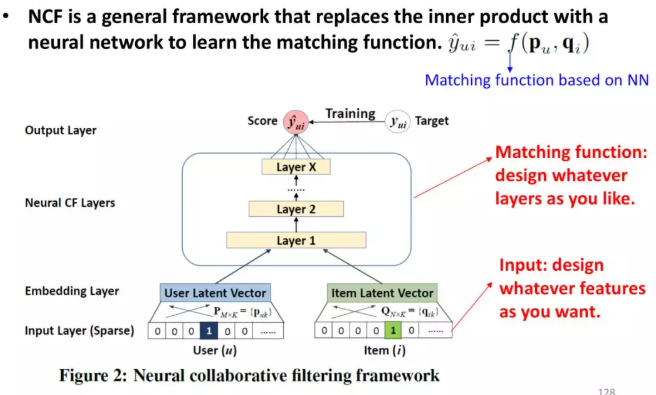 • NCF is a general framework that replaces the inner product with a
neural network to learn the matching function. ŷui = f(pu, qi)
Matching function based on NN
Output Layer
Score ŷui Training yui Target
Layer X
......
Neural CF Layers
Layer 2
Layer 1
Matching function:
design whatever
layers as you like.
Embedding Layer
User Latent Vector
Item Latent Vector
PM×K = {puk}
QN×K = {qik}
Input Layer (Sparse)
0 0 0 1 0 0 ......
0 0 0 0 1 0 ......
User (u)
Item (i)
Input: design
whatever features
as you want.
Figure 2: Neural collaborative filtering framework
128